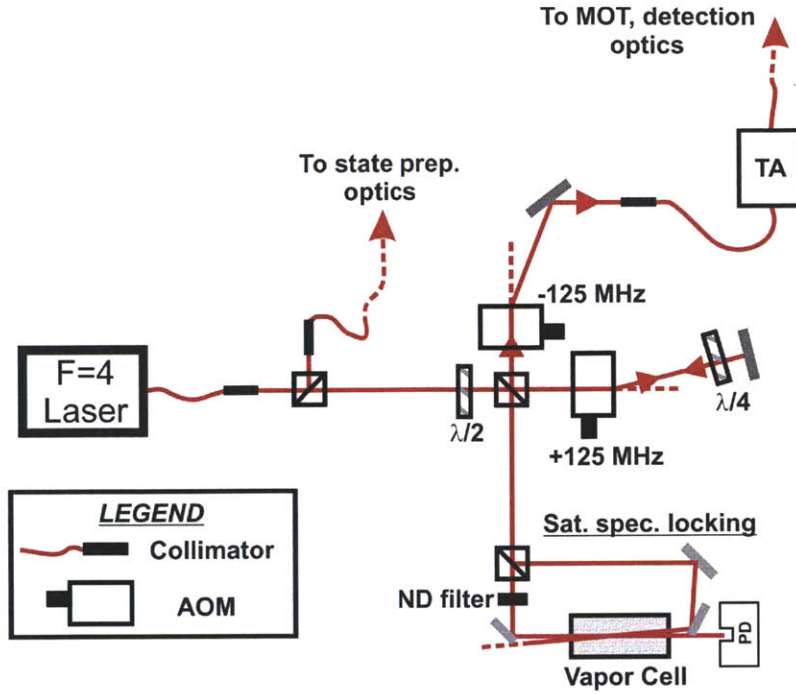 To MOT, detection
optics
TA
To state prep.
optics
-125 MHz
F=4
Laser
λ/2
λ/4
+125 MHz
LEGEND
Collimator
AOM
Sat. spec. locking
ND filter
PD
Vapor Cell